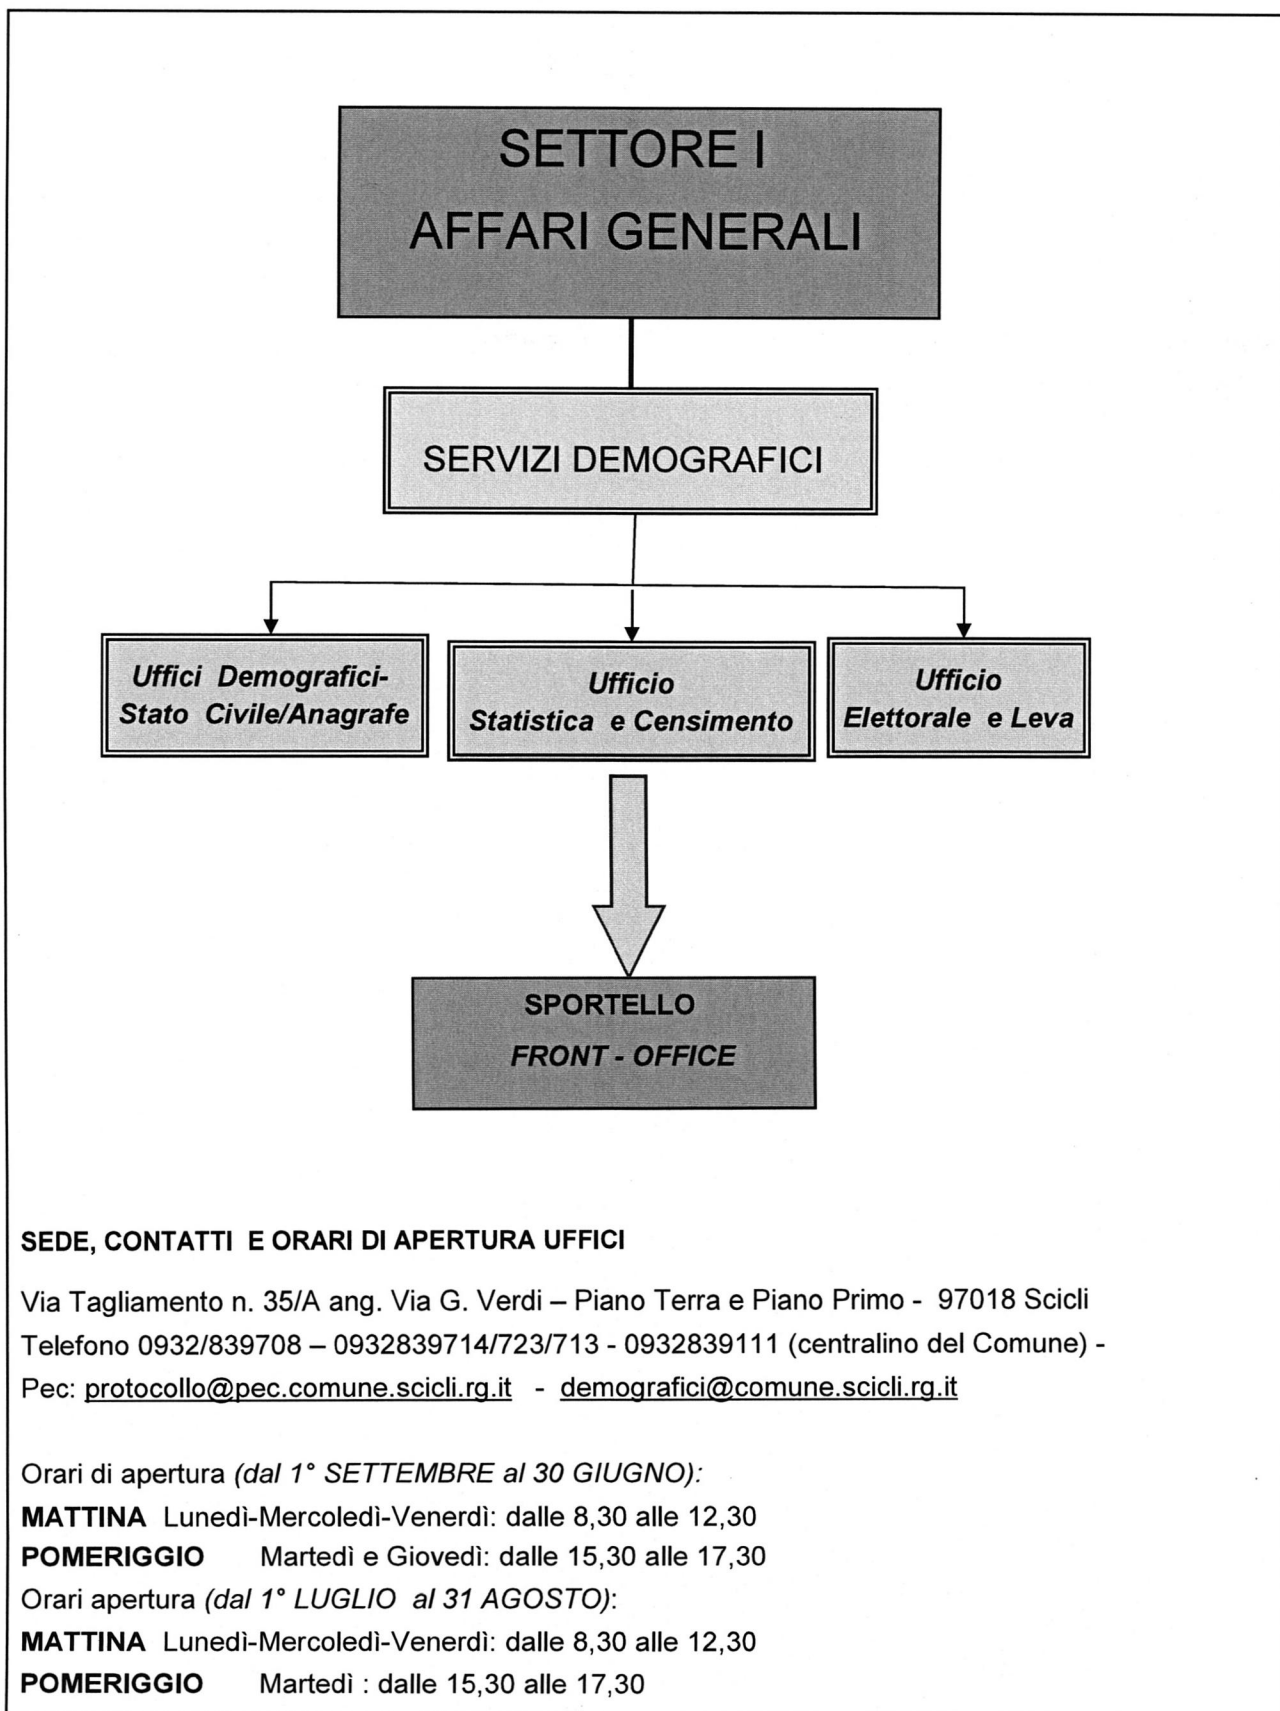 SETTORE I
AFFARI GENERALI
SERVIZI DEMOGRAFICI
Uffici Demografici-
Stato Civile/Anagrafe
Ufficio
Statistica e Censimento
Ufficio
Elettorale e Leva
SPORTELLO
FRONT - OFFICE
SEDE, CONTATTI E ORARI DI APERTURA UFFICI
Via Tagliamento n. 35/A ang. Via G. Verdi – Piano Terra e Piano Primo - 97018 Scicli
Telefono 0932/839708 – 0932839714/723/713 - 0932839111 (centralino del Comune) -
Pec: protocollo@pec.comune.scicli.rg.it - demografici@comune.scicli.rg.it
Orari di apertura (dal 1° SETTEMBRE al 30 GIUGNO):
MATTINA Lunedì-Mercoledì-Venerdì: dalle 8,30 alle 12,30
POMERIGGIO Martedì e Giovedì: dalle 15,30 alle 17,30
Orari apertura (dal 1° LUGLIO al 31 AGOSTO):
MATTINA Lunedì-Mercoledì-Venerdì: dalle 8,30 alle 12,30
POMERIGGIO Martedì : dalle 15,30 alle 17,30